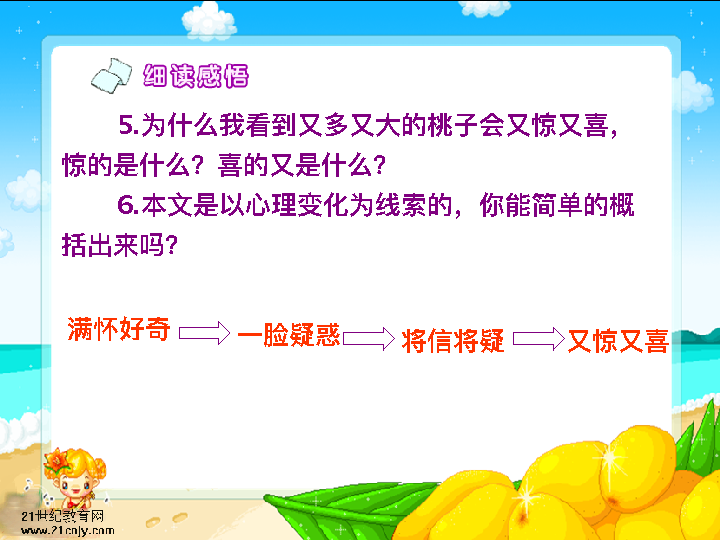 细读感悟
5.为什么我看到又多又大的桃子会又惊又喜，
惊的是什么？喜的又是什么？
6.本文是以心理变化为线索的，你能简单的概
括出来吗？
满怀好奇 一脸疑惑 将信将疑 又惊又喜
21世纪教育网
www.21cnjy.com